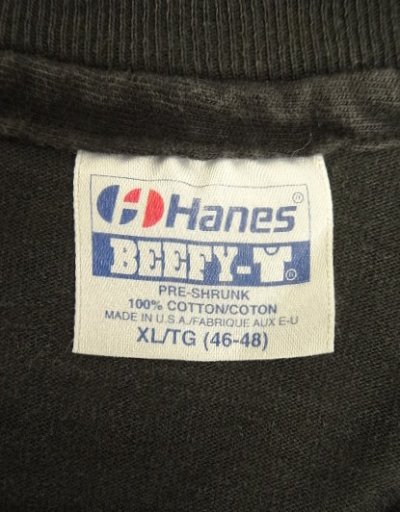 Hanes®
BEEFY-T®
PRE-SHRUNK
100% COTTON/COTON
MADE IN U.S.A./FABRIQUE AUX E-U
XL/TG (46-48)